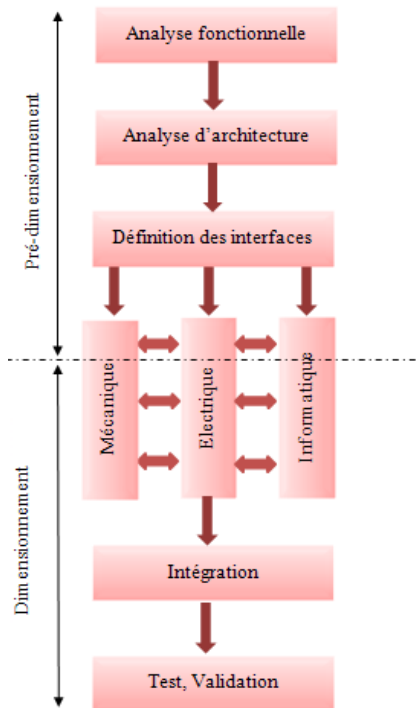 Analyse fonctionnelle
Analyse d'architecture
Pré-dimensionnement
Définition des interfaces
Mécanique
Electrique
Informatique
Dimensionnement
Intégration
Test, Validation